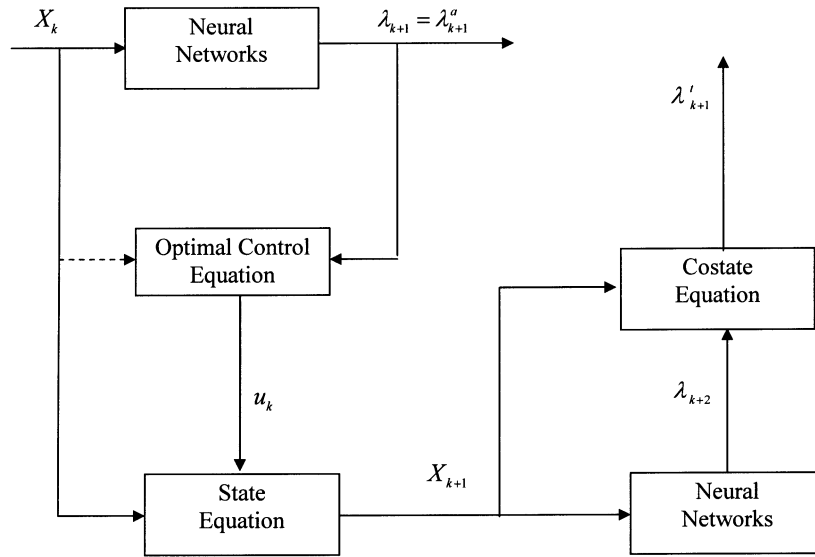 X_k
Neural
Networks
λ_{k+1} = λ^a_{k+1}
λ^t_{k+1}
Optimal Control
Equation
Costate
Equation
u_k
λ_{k+2}
State
Equation
X_{k+1}
Neural
Networks